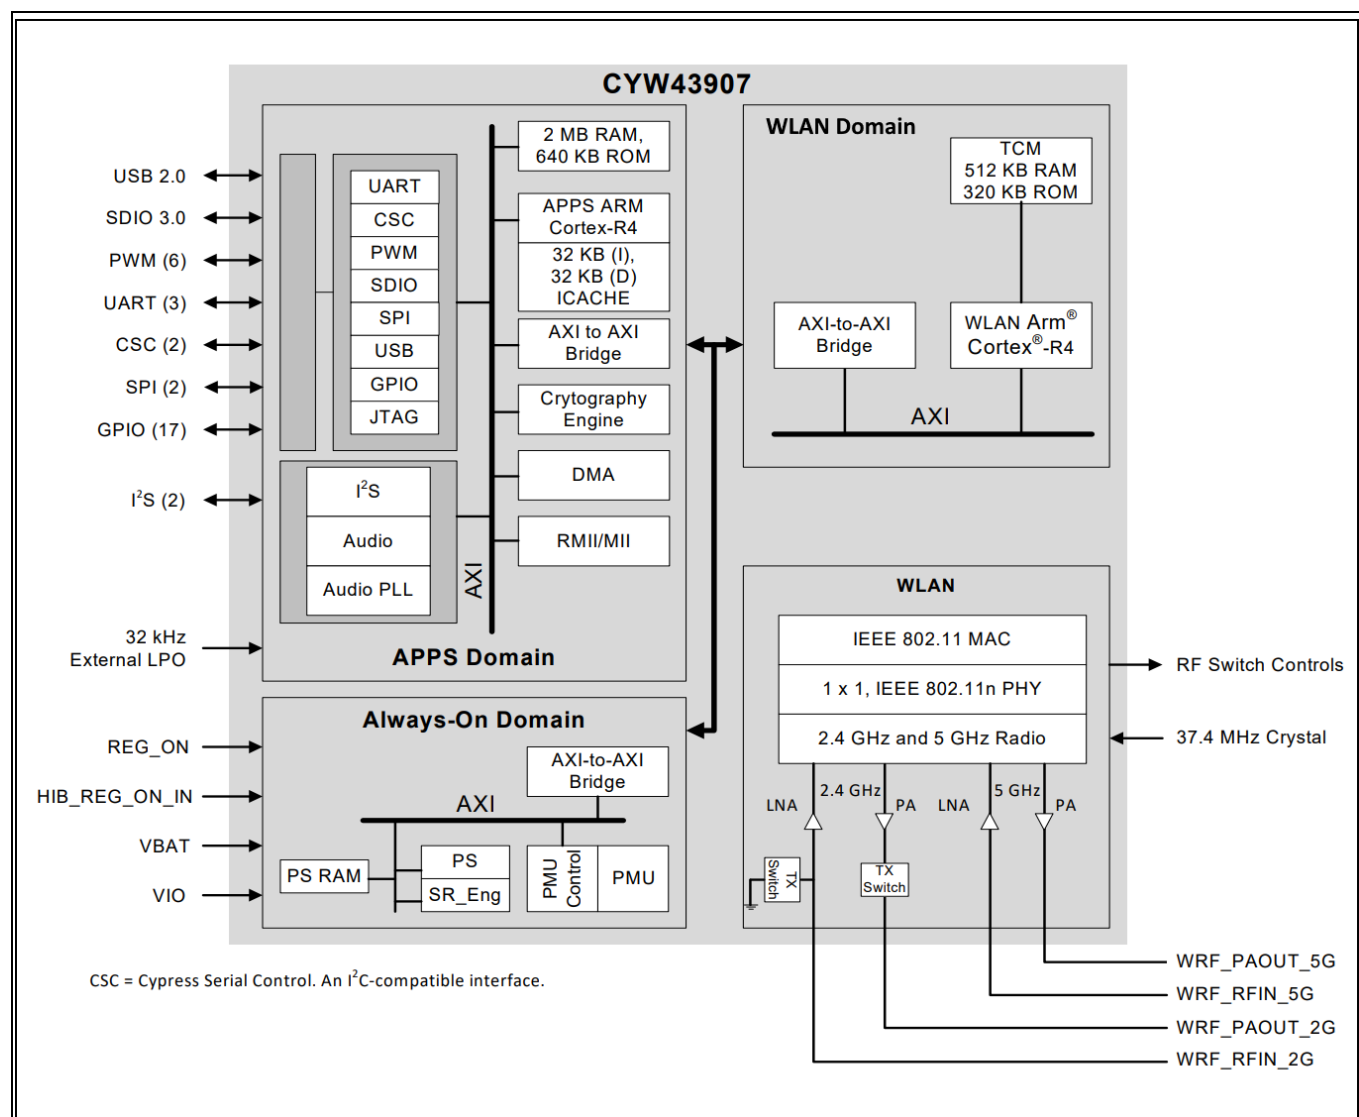 CYW43907
USB 2.0
SDIO 3.0
PWM (6)
UART (3)
CSC (2)
SPI (2)
GPIO (17)
I²S (2)
32 kHz
External LPO
UART
CSC
PWM
SDIO
SPI
USB
GPIO
JTAG
I²S
Audio
Audio PLL
AXI
2 MB RAM,
640 KB ROM
APPS ARM
Cortex-R4
32 KB (I),
32 KB (D)
ICACHE
AXI to AXI
Bridge
Crytography
Engine
DMA
RMII/MII
APPS Domain
WLAN Domain
TCM
512 KB RAM
320 KB ROM
AXI-to-AXI
Bridge
WLAN Arm®
Cortex®-R4
AXI
REG_ON
HIB_REG_ON_IN
VBAT
VIO
Always-On Domain
AXI-to-AXI
Bridge
AXI
PS RAM
PS
SR_Eng
PMU
Control
PMU
WLAN
IEEE 802.11 MAC
1 x 1, IEEE 802.11n PHY
2.4 GHz and 5 GHz Radio
LNA
2.4 GHz
PA
LNA
5 GHz
PA
TX
Switch
TX
Switch
RF Switch Controls
37.4 MHz Crystal
WRF_PAOUT_5G
WRF_RFIN_5G
WRF_PAOUT_2G
WRF_RFIN_2G
CSC = Cypress Serial Control. An I²C-compatible interface.